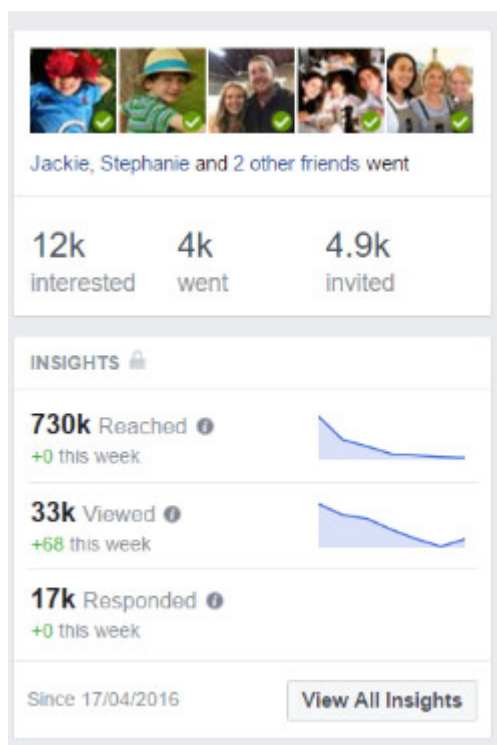 Jackie, Stephanie and 2 other friends went
12k 4k 4.9k
interested went invited
INSIGHTS
730k Reached
+0 this week
33k Viewed
+68 this week
17k Responded
+0 this week
Since 17/04/2016 View All Insights